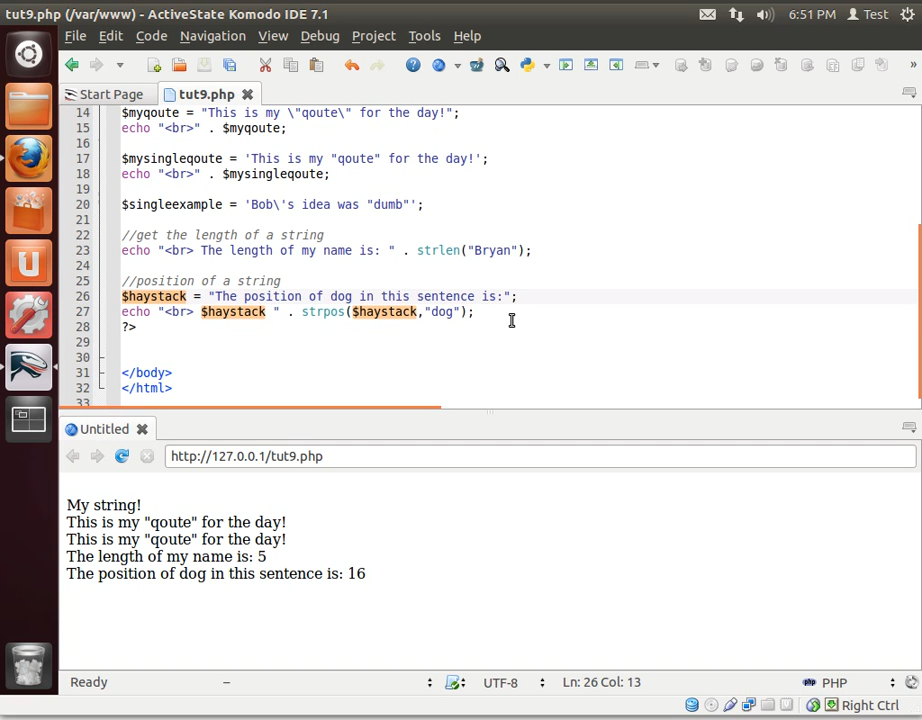 tut9.php (/var/www) - ActiveState Komodo IDE 7.1
6:51 PM Test
File Edit Code Navigation View Debug Project Tools Help
Start Page tut9.php
14 $myqoute = "This is my \"qoute\" for the day!";
15 echo "<br>" . $myqoute;
16
17 $mysingleqoute = 'This is my "qoute" for the day!';
18 echo "<br>" . $mysingleqoute;
19
20 $singleexample = 'Bob\'s idea was "dumb"';
21
22 //get the length of a string
23 echo "<br> The length of my name is: " . strlen("Bryan");
24
25 //position of a string
26 $haystack = "The position of dog in this sentence is:";
27 echo "<br> $haystack " . strpos($haystack,"dog");
28 ?>
29
30
31 </body>
32 </html>
33
Untitled
http://127.0.0.1/tut9.php
My string!
This is my "qoute" for the day!
This is my "qoute" for the day!
The length of my name is: 5
The position of dog in this sentence is: 16
Ready UTF-8 Ln: 26 Col: 13 php PHP
Right Ctrl